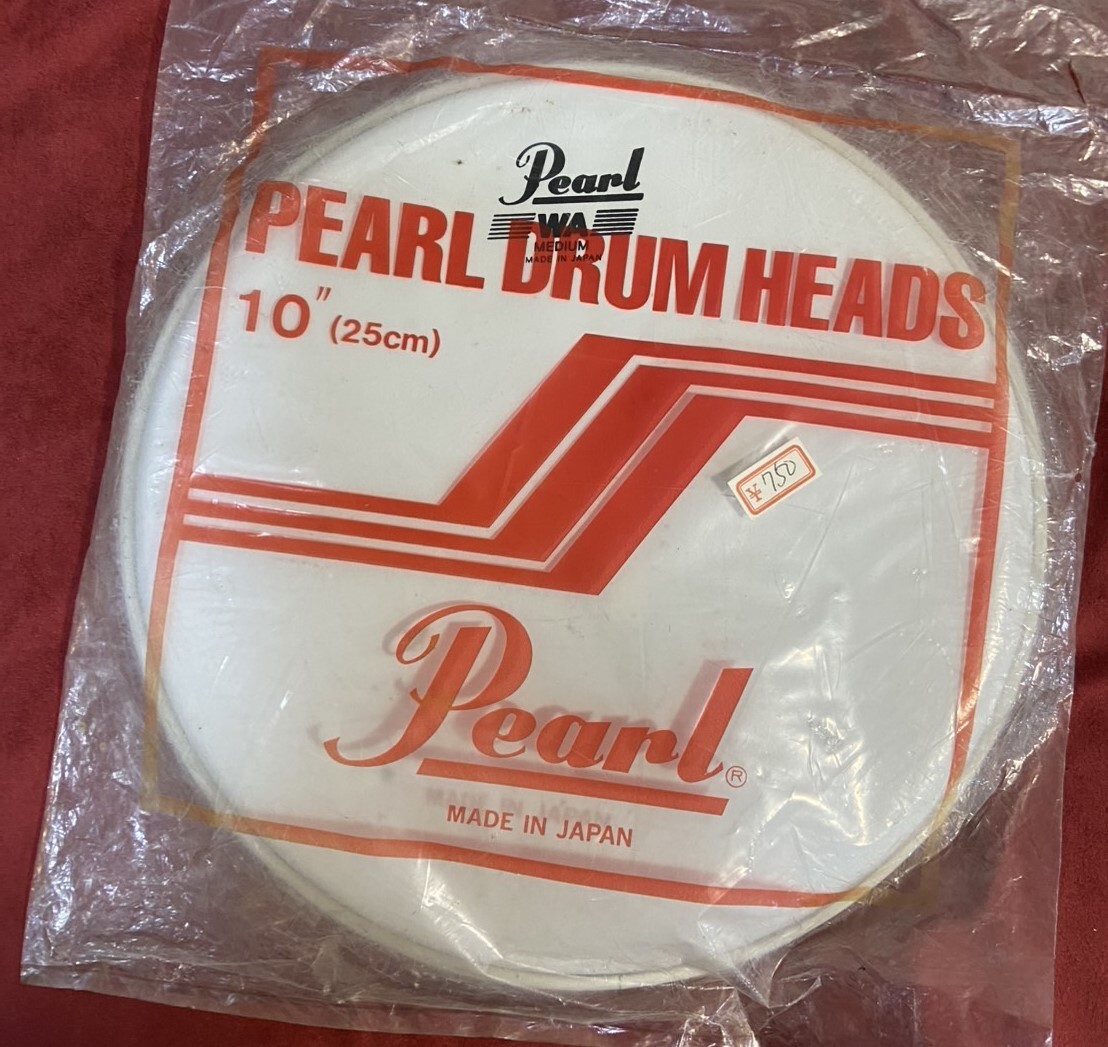 Pearl
WA
MEDIUM
MADE IN JAPAN
PEARL DRUM HEADS
10" (25cm)
¥750
Pearl®
MADE IN JAPAN